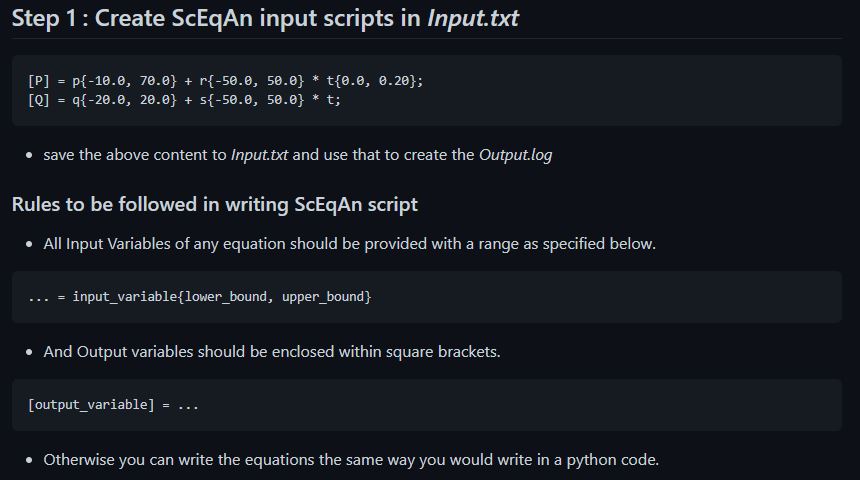 Step 1 : Create ScEqAn input scripts in Input.txt
[P] = p{-10.0, 70.0} + r{-50.0, 50.0} * t{0.0, 0.20};
[Q] = q{-20.0, 20.0} + s{-50.0, 50.0} * t;
• save the above content to Input.txt and use that to create the Output.log
Rules to be followed in writing ScEqAn script
• All Input Variables of any equation should be provided with a range as specified below.
... = input_variable{lower_bound, upper_bound}
• And Output variables should be enclosed within square brackets.
[output_variable] = ...
• Otherwise you can write the equations the same way you would write in a python code.